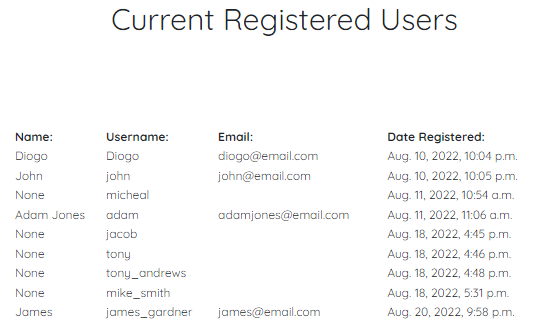 Current Registered Users
Name: Username: Email: Date Registered:
Diogo Diogo diogo@email.com Aug. 10, 2022, 10:04 p.m.
John john john@email.com Aug. 10, 2022, 10:05 p.m.
None micheal Aug. 11, 2022, 10:54 a.m.
Adam Jones adam adamjones@email.com Aug. 11, 2022, 11:06 a.m.
None jacob Aug. 18, 2022, 4:45 p.m.
None tony Aug. 18, 2022, 4:46 p.m.
None tony_andrews Aug. 18, 2022, 4:48 p.m.
None mike_smith Aug. 18, 2022, 5:31 p.m.
James james_gardner james@email.com Aug. 20, 2022, 9:58 p.m.